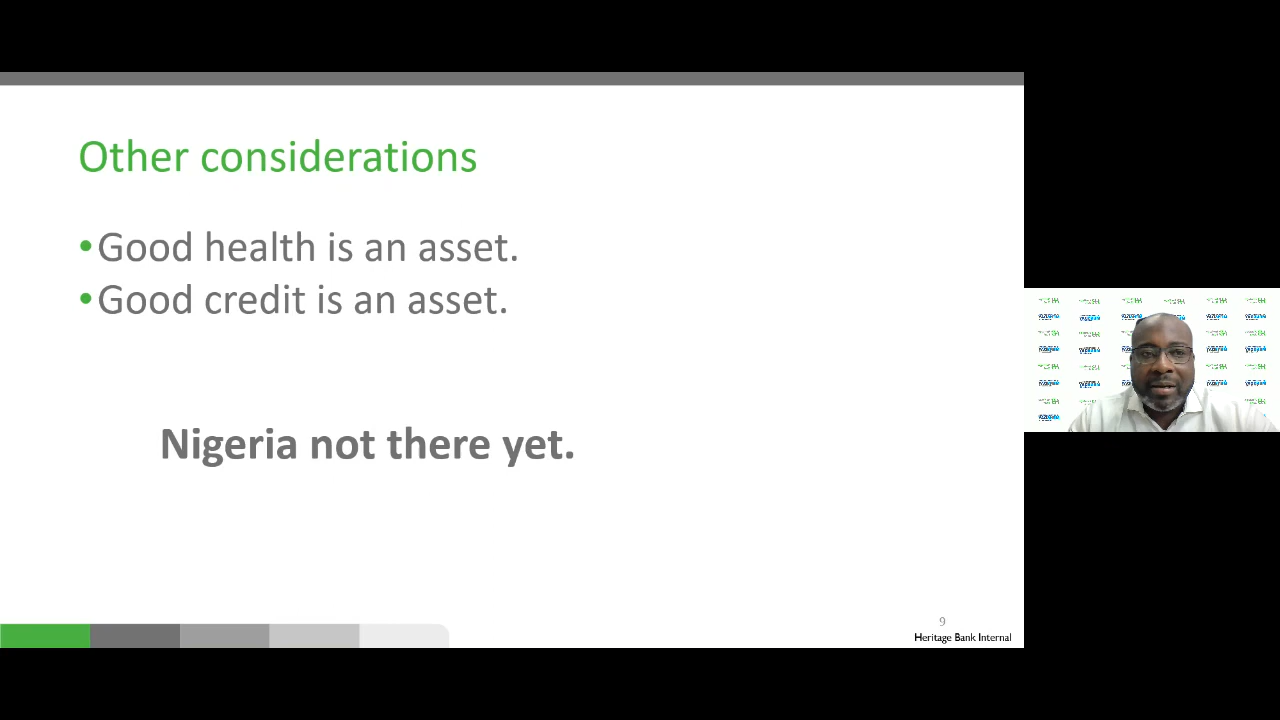 Other considerations
•Good health is an asset.
•Good credit is an asset.
Nigeria not there yet.
9
Heritage Bank Internal